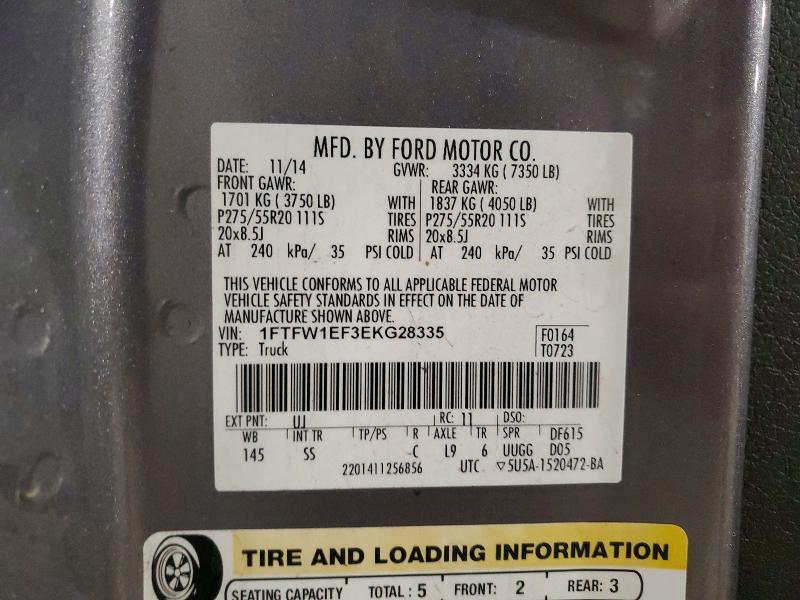 MFD. BY FORD MOTOR CO.
DATE: 11/14 GVWR: 3334 KG ( 7350 LB)
FRONT GAWR: REAR GAWR:
1701 KG ( 3750 LB) WITH 1837 KG ( 4050 LB) WITH
P275/55R20 111S TIRES P275/55R20 111S TIRES
20x8.5J RIMS 20x8.5J RIMS
AT 240 kPa/ 35 PSI COLD AT 240 kPa/ 35 PSI COLD
THIS VEHICLE CONFORMS TO ALL APPLICABLE FEDERAL MOTOR
VEHICLE SAFETY STANDARDS IN EFFECT ON THE DATE OF
MANUFACTURE SHOWN ABOVE.
VIN: 1FTFW1EF3EKG28335 F0164
TYPE: Truck T0723
EXT PNT: UJ RC: 11 DSO:
WB INT TR TP/PS R AXLE TR SPR DF615
145 SS C L9 6 UUGG D05
2201411256856 UTC ▽5U5A-1520472-BA
TIRE AND LOADING INFORMATION
SEATING CAPACITY TOTAL : 5 FRONT: 2 REAR: 3